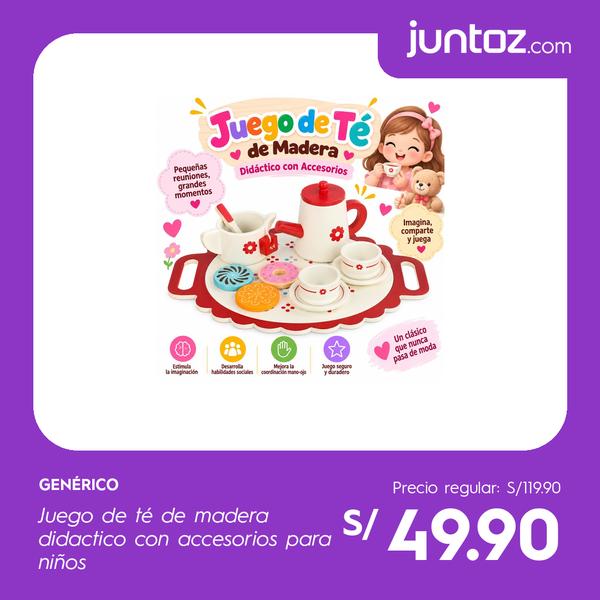 juntoz.com
Juego de Té
de Madera
Didáctico con Accesorios
Pequeñas
reuniones,
grandes
momentos
Imagina,
comparte
y juega
Un clásico
que nunca
pasa de moda
Estimula
la imaginación
Desarrolla
habilidades sociales
Mejora la
coordinación mano-ojo
Juego seguro
y duradero
GENÉRICO
Juego de té de madera
didactico con accesorios para
niños
Precio regular: S/119.90
S/ 49.90